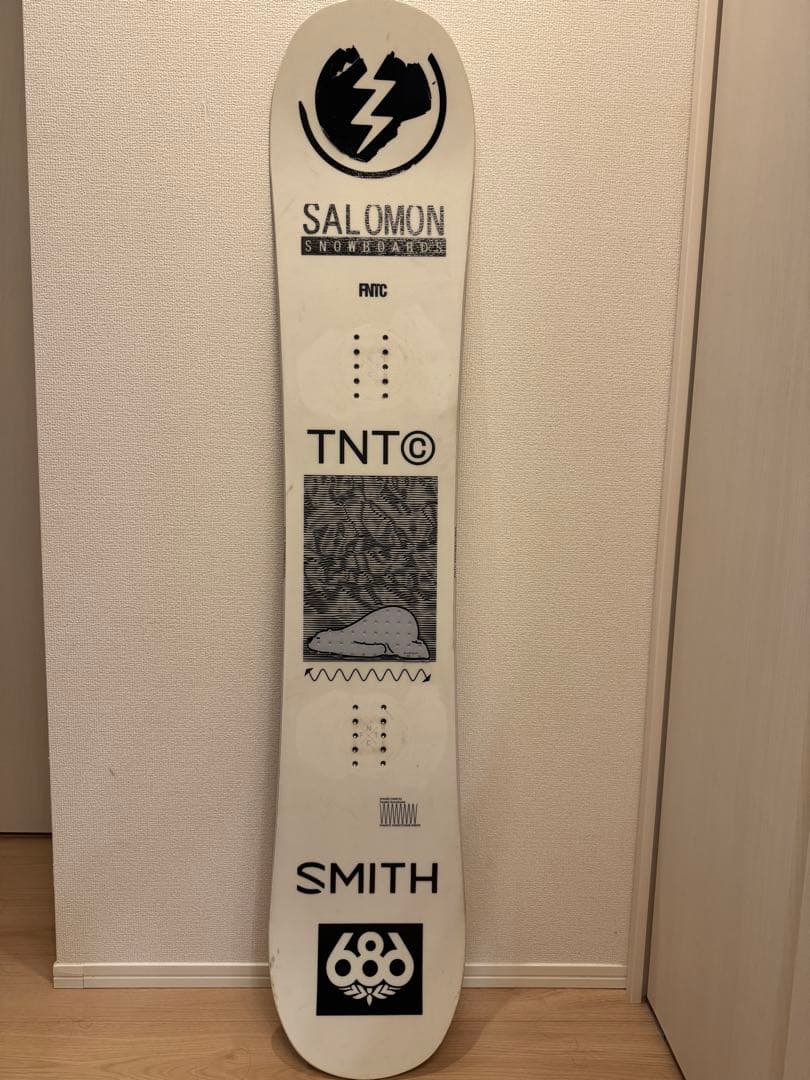 SALOMON
SNOWBOARDS
FNTC
TNT©
N
F T
C
SMITH
686